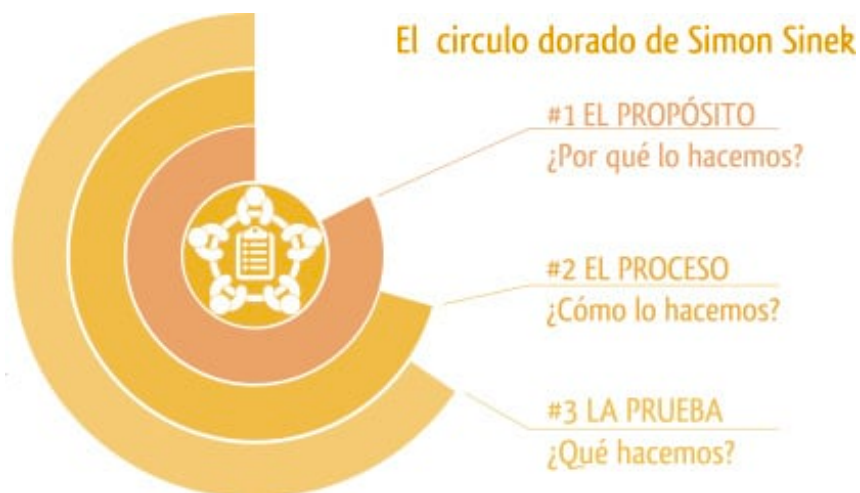 El circulo dorado de Simon Sinek
#1 EL PROPÓSITO
¿Por qué lo hacemos?
#2 EL PROCESO
¿Cómo lo hacemos?
#3 LA PRUEBA
¿Qué hacemos?